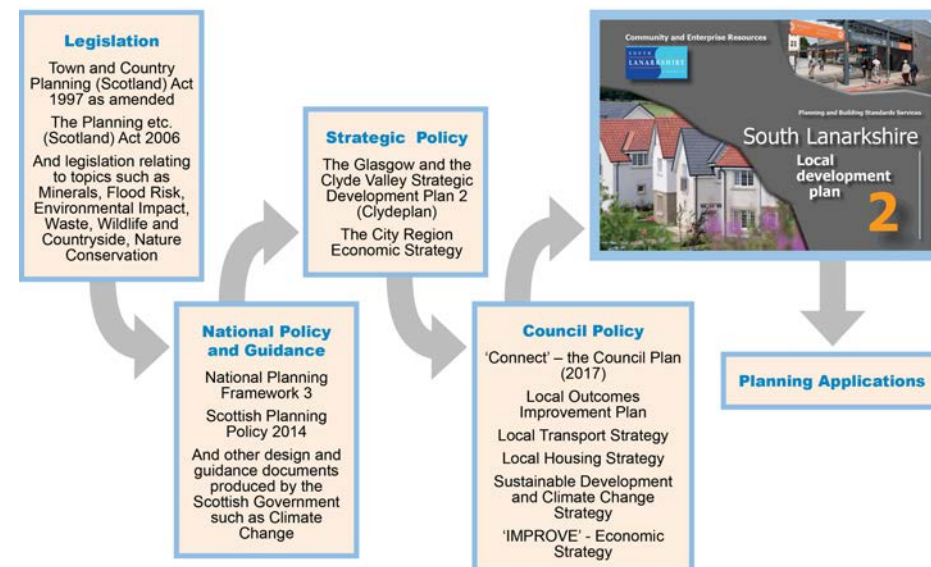 Legislation
Town and Country
Planning (Scotland) Act
1997 as amended
The Planning etc.
(Scotland) Act 2006
And legislation relating
to topics such as
Minerals, Flood Risk,
Environmental Impact,
Waste, Wildlife and
Countryside, Nature
Conservation
National Policy
and Guidance
National Planning
Framework 3
Scottish Planning
Policy 2014
And other design and
guidance documents
produced by the
Scottish Government
such as Climate
Change
Strategic Policy
The Glasgow and the
Clyde Valley Strategic
Development Plan 2
(Clydeplan)
The City Region
Economic Strategy
Council Policy
‘Connect’ – the Council Plan
(2017)
Local Outcomes
Improvement Plan
Local Transport Strategy
Local Housing Strategy
Sustainable Development
and Climate Change
Strategy
‘IMPROVE’ - Economic
Strategy
Community and Enterprise Resources
SOUTH
LANARKSHIRE
21
Planning and Building Standards Services
South Lanarkshire
Local
development
plan
2
Planning Applications